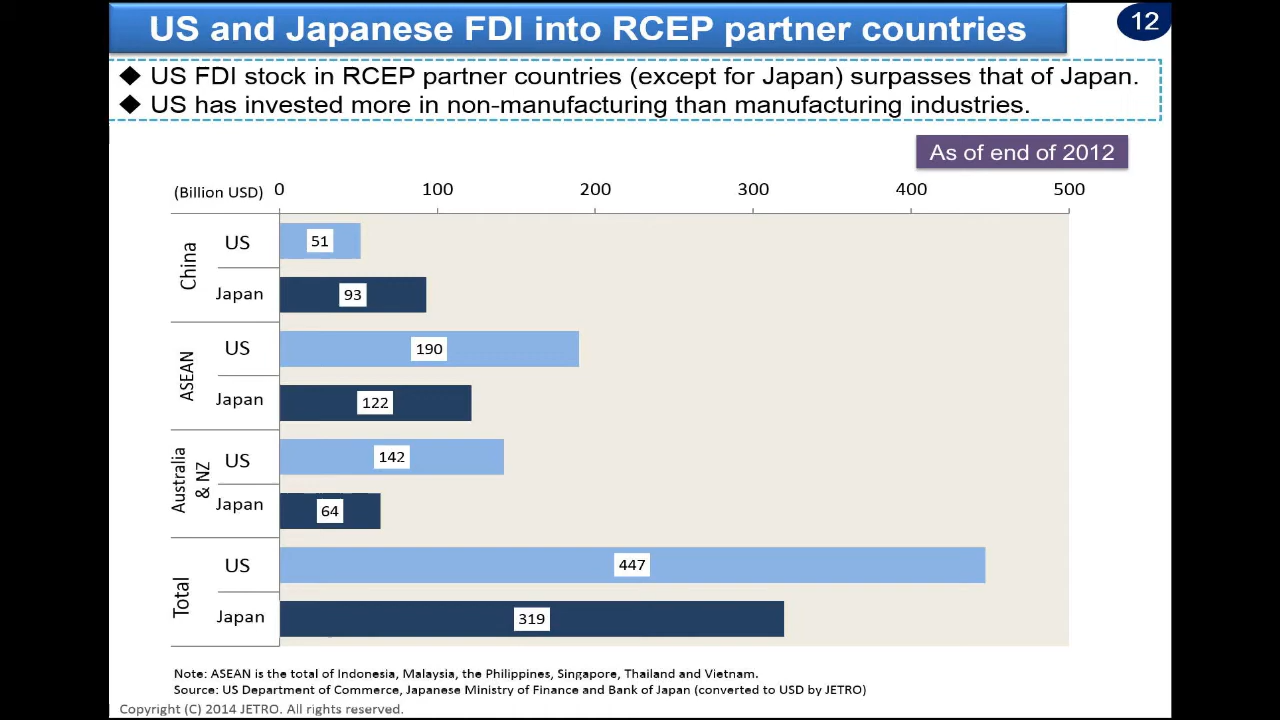 US and Japanese FDI into RCEP partner countries
12
◆ US FDI stock in RCEP partner countries (except for Japan) surpasses that of Japan.
◆ US has invested more in non-manufacturing than manufacturing industries.
As of end of 2012
(Billion USD) 0 100 200 300 400 500
China
US 51
Japan 93
ASEAN
US 190
Japan 122
Australia
& NZ
US 142
Japan 64
Total
US 447
Japan 319
Note: ASEAN is the total of Indonesia, Malaysia, the Philippines, Singapore, Thailand and Vietnam.
Source: US Department of Commerce, Japanese Ministry of Finance and Bank of Japan (converted to USD by JETRO)
Copyright (C) 2014 JETRO. All rights reserved.